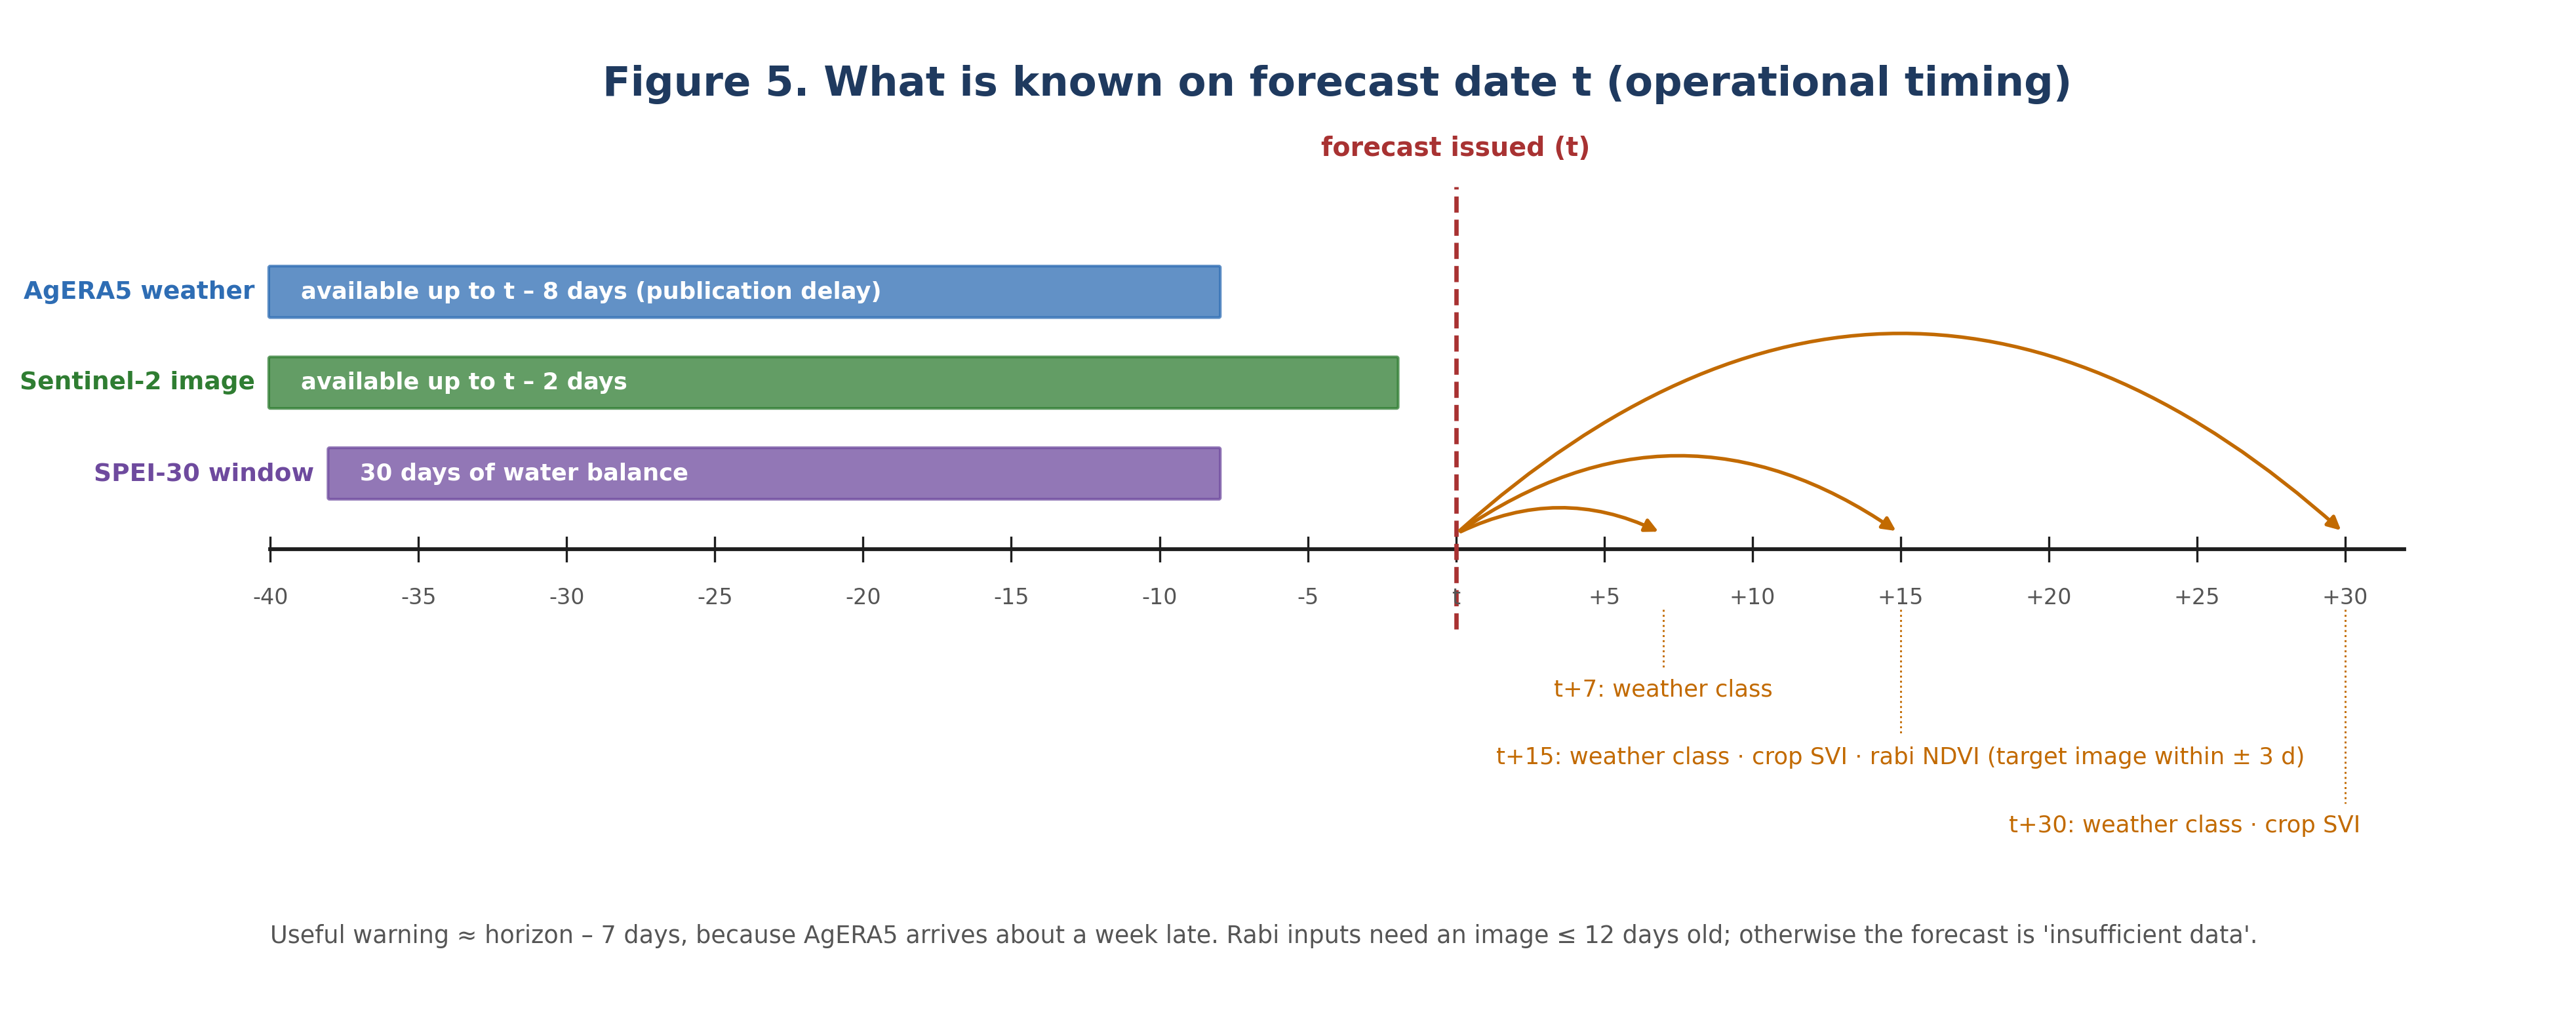 Figure 5. What is known on forecast date t (operational timing)
forecast issued (t)
AgERA5 weather
available up to t – 8 days (publication delay)
Sentinel-2 image
available up to t – 2 days
SPEI-30 window
30 days of water balance
-40 -35 -30 -25 -20 -15 -10 -5 t +5 +10 +15 +20 +25 +30
t+7: weather class
t+15: weather class · crop SVI · rabi NDVI (target image within ± 3 d)
t+30: weather class · crop SVI
Useful warning ≈ horizon – 7 days, because AgERA5 arrives about a week late. Rabi inputs need an image ≤ 12 days old; otherwise the forecast is 'insufficient data'.